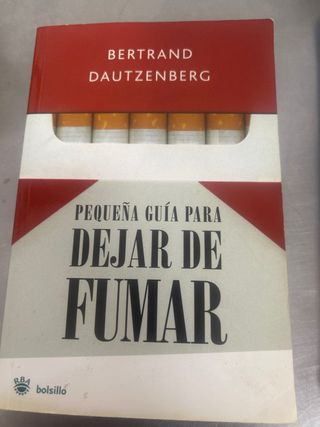 BERTRAND
DAUTZENBERG
PEQUEÑA GUÍA PARA
DEJAR DE
FUMAR
RBA
bolsillo